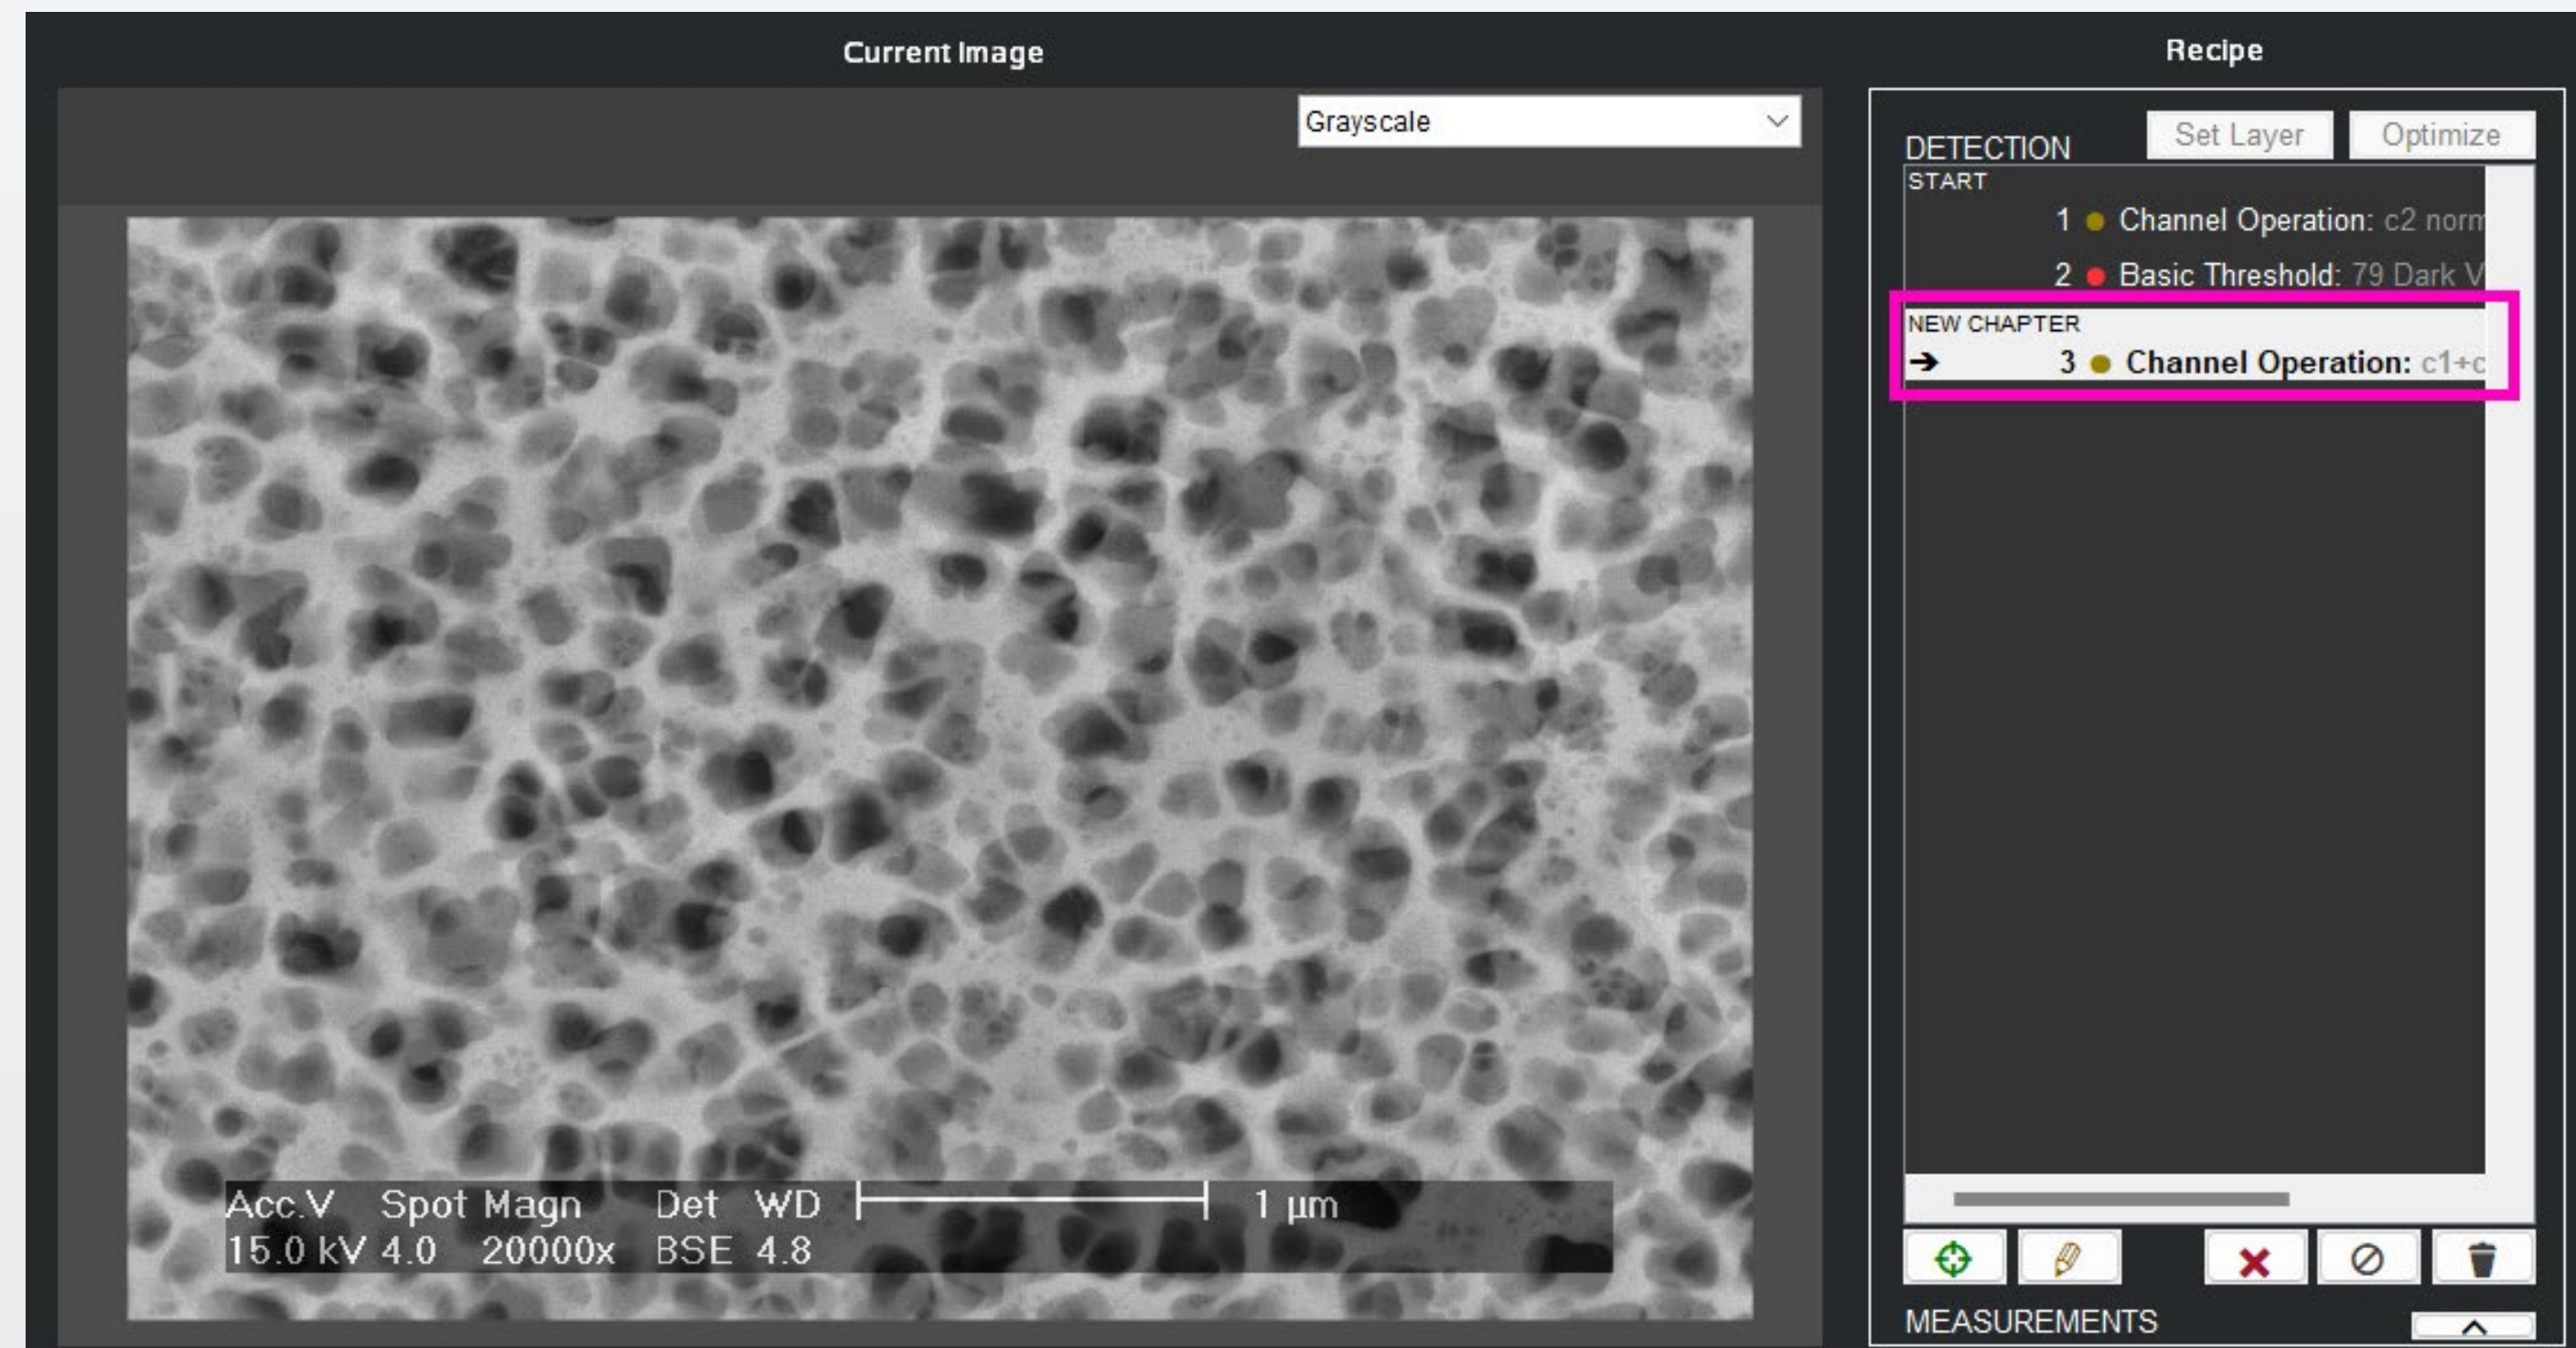 Current Image
Recipe
Grayscale
DETECTION
Set Layer
Optimize
START
1 Channel Operation: c2 norm
2 Basic Threshold: 79 Dark V
NEW CHAPTER
3 Channel Operation: c1+c
Acc.V Spot Magn Det WD 1 µm
15.0 kV 4.0 20000x BSE 4.8
MEASUREMENTS